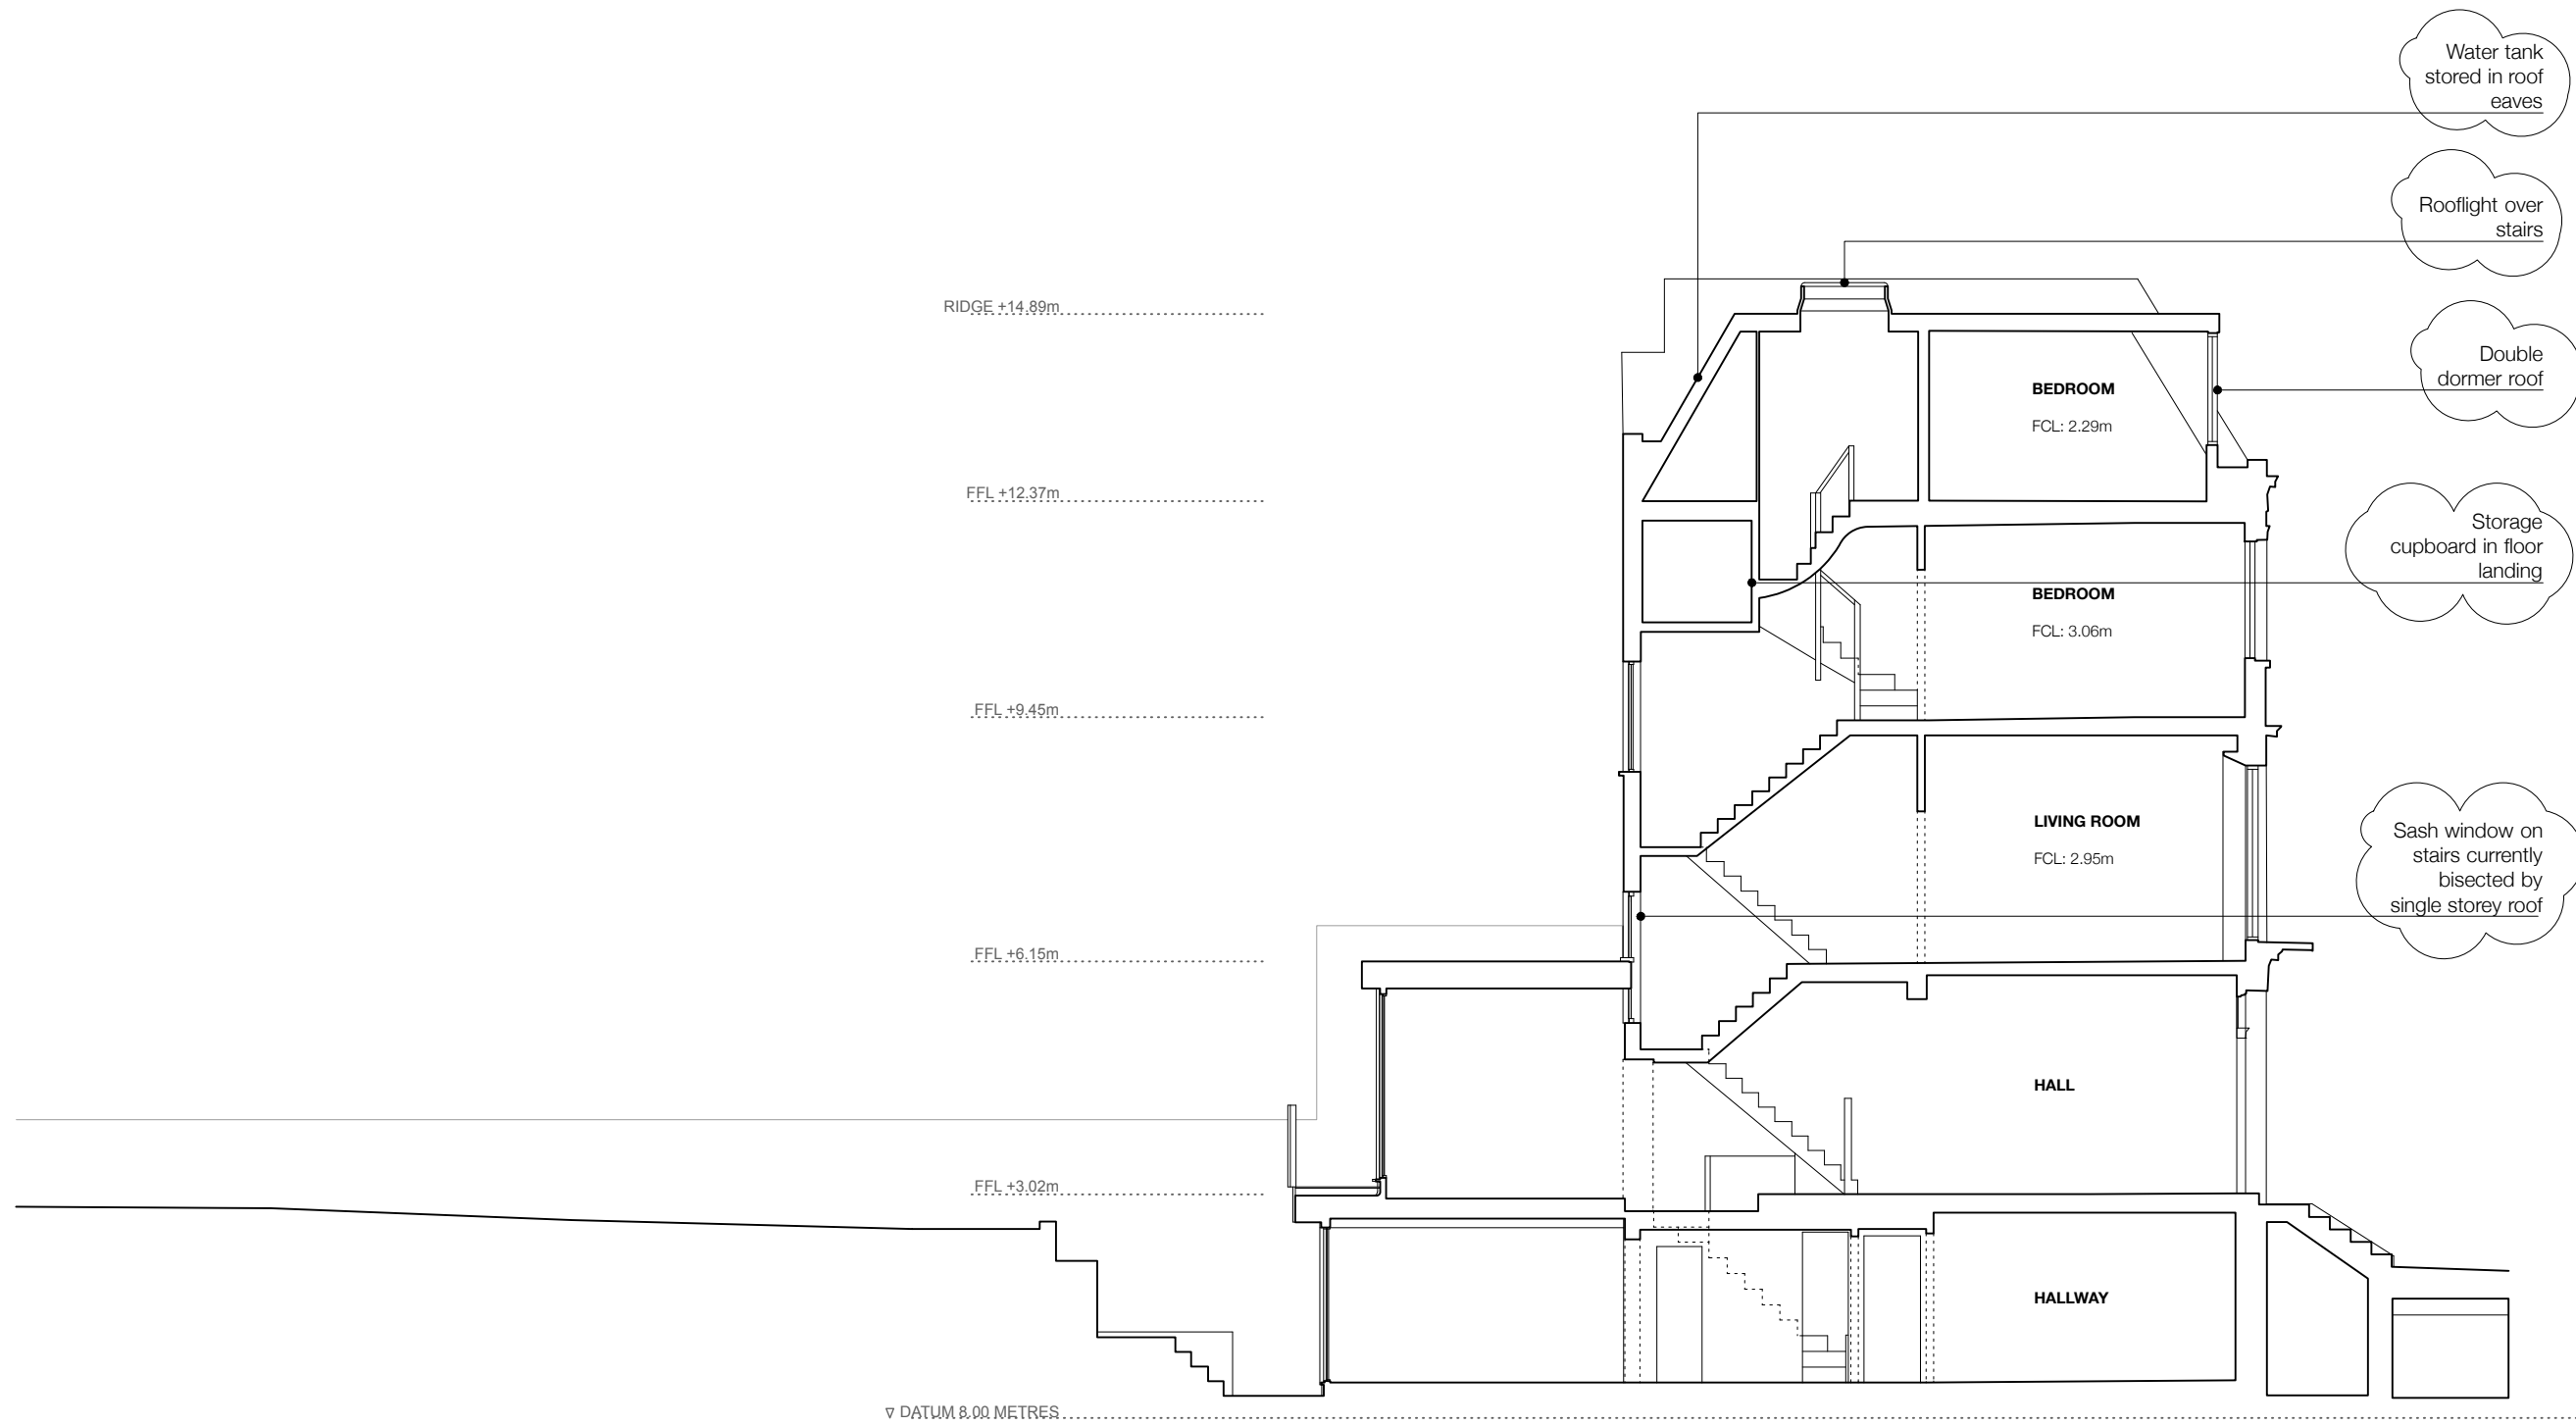 Water tank
stored in roof
eaves
Rooflight over
stairs
RIDGE +14.89m
Double
dormer roof
BEDROOM
FCL: 2.29m
FFL +12.37m
Storage
cupboard in floor
landing
BEDROOM
FCL: 3.06m
FFL +9.45m
LIVING ROOM
FCL: 2.95m
Sash window on
stairs currently
bisected by
single storey roof
FFL +6.15m
HALL
FFL +3.02m
HALLWAY
∇ DATUM 8.00 METRES